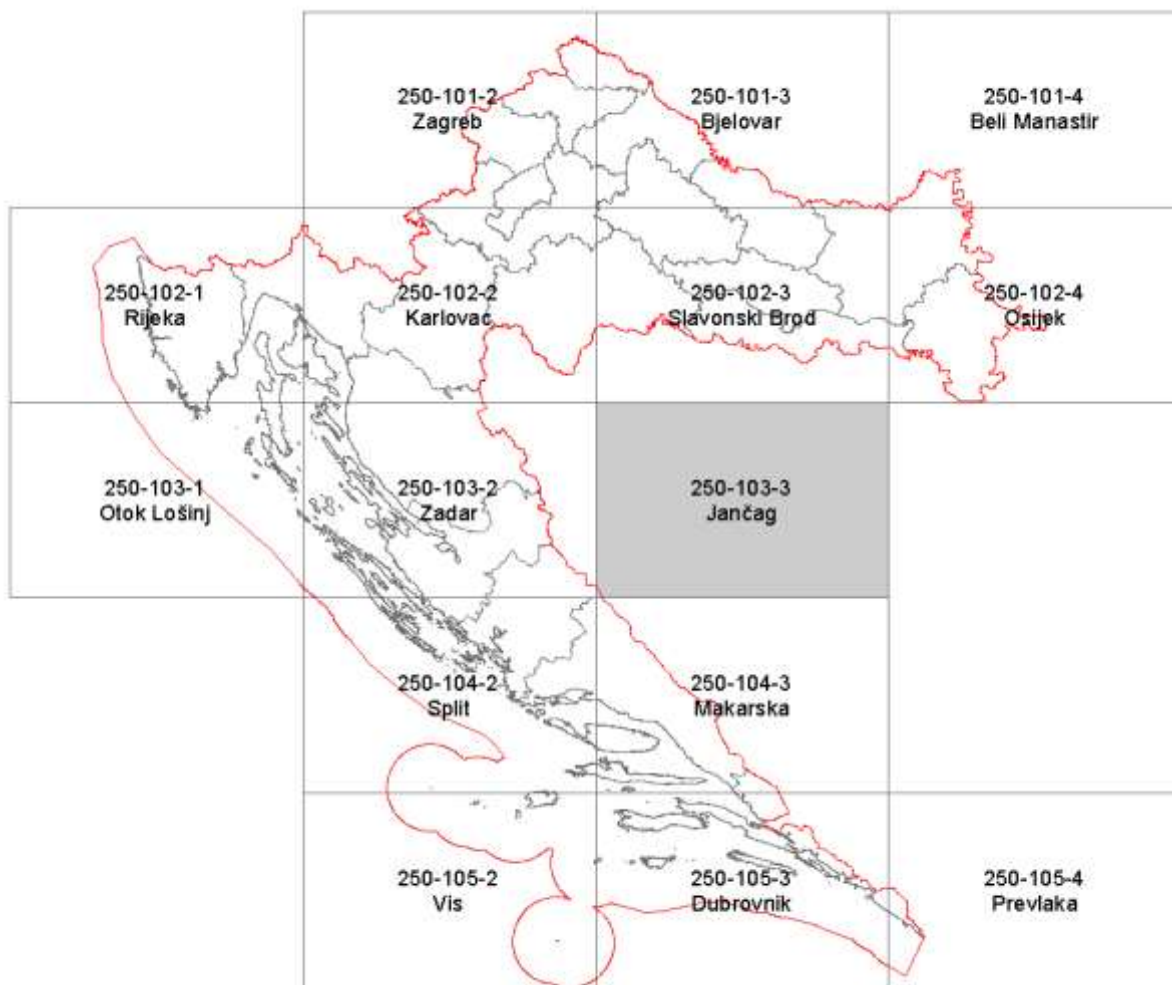 250-101-2
Zagreb
250-101-3
Bjelovar
250-101-4
Beli Manastir
250-102-1
Rijeka
250-102-2
Karlovac
250-102-3
Slavonski Brod
250-102-4
Osijek
250-103-1
Otok Lošinj
250-103-2
Zadar
250-103-3
Jančag
250-104-2
Split
250-104-3
Makarska
250-105-2
Vis
250-105-3
Dubrovnik
250-105-4
Prevlaka